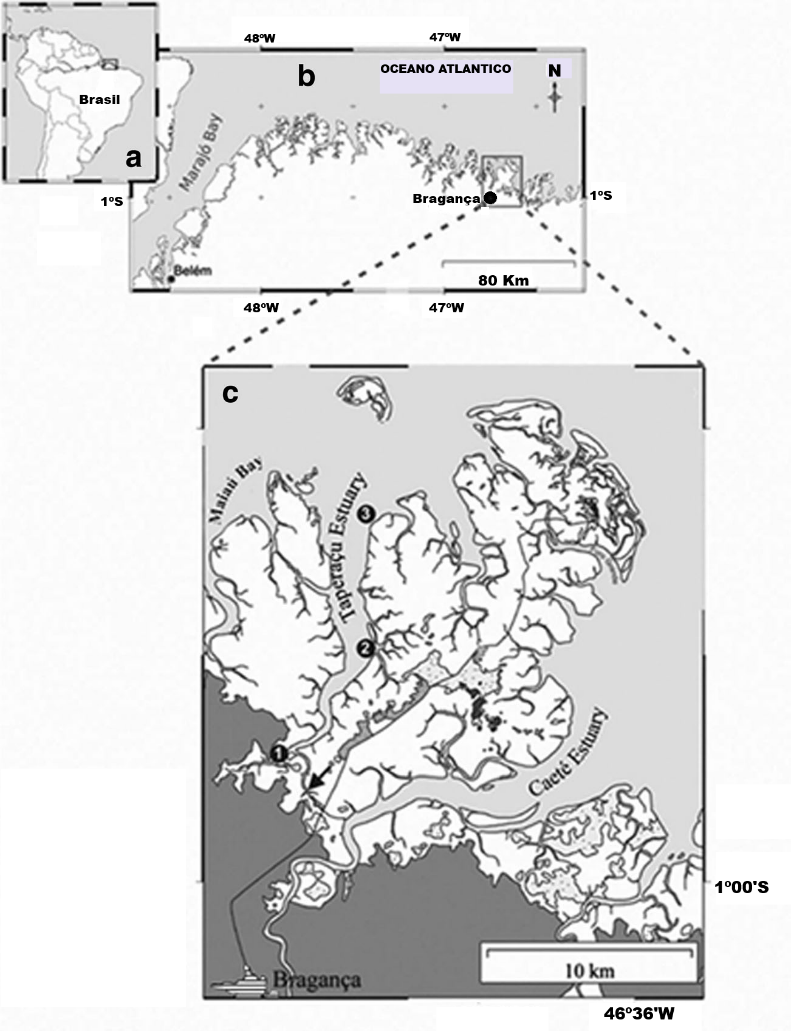 Brasil
a
48ºW
47ºW
b
OCEANO ATLANTICO
N
Marajó Bay
1ºS
1ºS
Bragança
Belém
80 Km
48ºW
47ºW
c
Maiaú Bay
Taperaçu Estuary
3
2
1
Caeté Estuary
1º00'S
10 km
Bragança
46º36'W